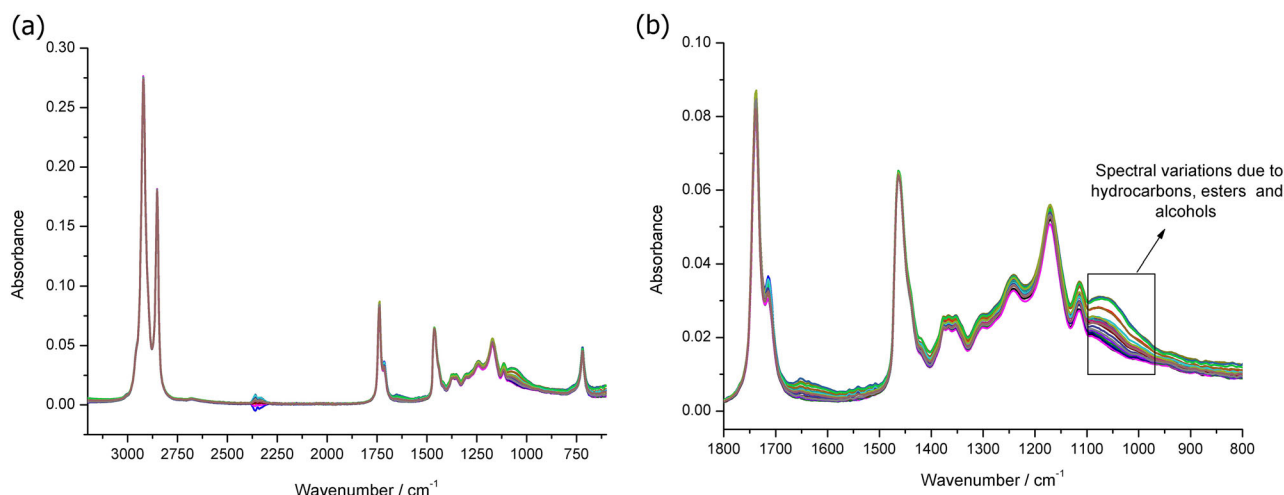 (a)
0.30
0.25
0.20
0.15
0.10
0.05
0.00
Absorbance
3000 2750 2500 2250 2000 1750 1500 1250 1000 750
Wavenumber / cm⁻¹
(b)
0.10
0.08
0.06
0.04
0.02
0.00
Absorbance
Spectral variations due to
hydrocarbons, esters and
alcohols
1800 1700 1600 1500 1400 1300 1200 1100 1000 900 800
Wavenumber / cm⁻¹